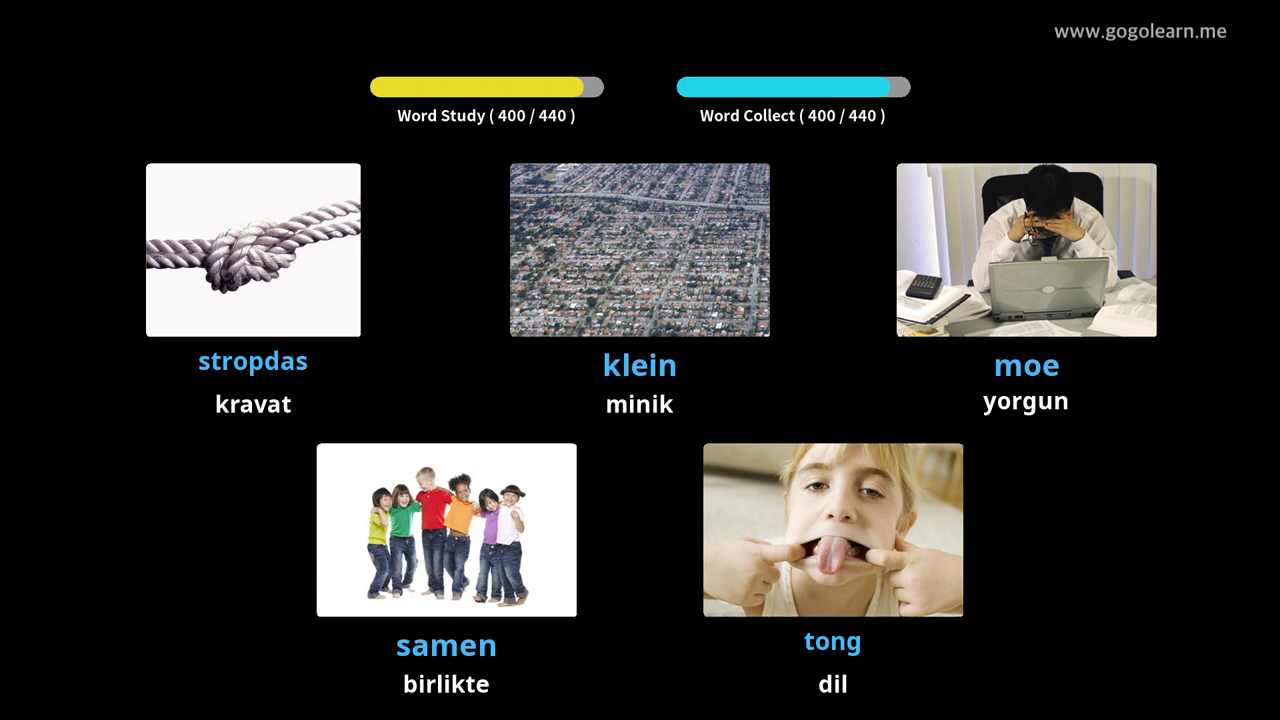 www.gogolearn.me
Word Study ( 400 / 440 )
Word Collect ( 400 / 440 )
stropdas
kravat
klein
minik
moe
yorgun
samen
birlikte
tong
dil